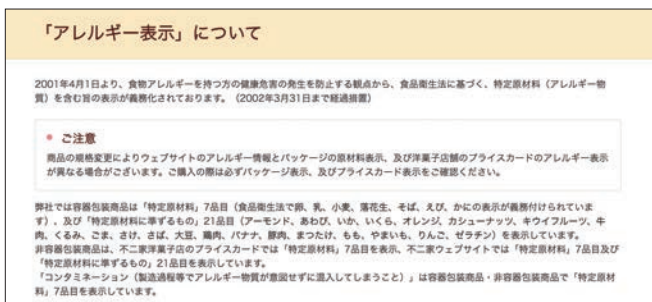 「アレルギー表示」について
2001年4月1日より、食物アレルギーを持つ方の健康危害の発生を防止する観点から、食品衛生法に基づく、特定原材料（アレルギー物
質）を含む旨の表示が義務化されております。（2002年3月31日まで経過措置）
ご注意
商品の規格変更によりウェブサイトのアレルギー情報とパッケージの原材料表示、及び洋菓子店舗のプライスカードのアレルギー表示
が異なる場合がございます。ご購入の際は必ずパッケージ表示、及びプライスカード表示をご確認ください。
弊社では容器包装商品は「特定原材料」7品目（食品衛生法で卵、乳、小麦、落花生、そば、えび、かにの表示が義務付けられていま
す）、及び「特定原材料に準ずるもの」21品目（アーモンド、あわび、いか、いくら、オレンジ、カシューナッツ、キウイフルーツ、牛
肉、くるみ、ごま、さけ、さば、大豆、鶏肉、バナナ、豚肉、まつたけ、もも、やまいも、りんご、ゼラチン）を表示しています。
非容器包装商品は、不二家洋菓子店のプライスカードでは「特定原材料」7品目を表示、不二家ウェブサイトでは「特定原材料」7品目及び
「特定原材料に準ずるもの」21品目を表示しています。
「コンタミネーション（製造過程等でアレルギー物質が意図せずに混入してしまうこと）」は容器包装商品・非容器包装商品で「特定原材
料」7品目を表示しています。